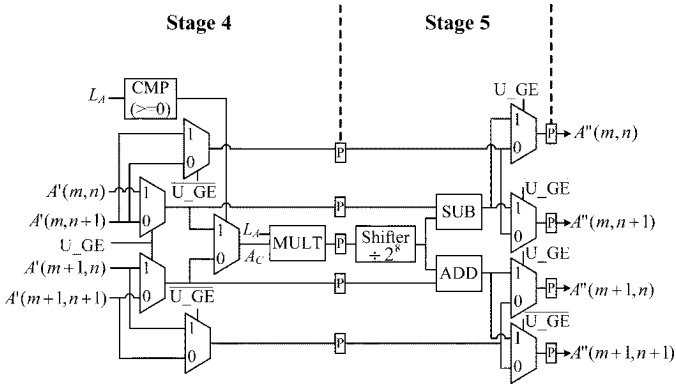 Stage 4 Stage 5
CMP
(>=0)
L_A
U_GE
1
0
P
P
A''(m,n)
1
0
A'(m,n)
U_GE
A'(m,n+1)
1
0
P
SUB
U_GE
1
0
P
A''(m,n+1)
U_GE
1
0
L_A
A_C
MULT
P
Shifter
÷2⁸
A'(m+1,n)
A'(m+1,n+1)
1
0
P
ADD
U_GE
1
0
P
A''(m+1,n)
U_GE
1
0
P
U_GE
1
0
P
A''(m+1,n+1)